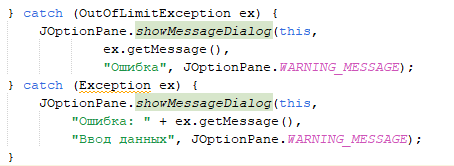 } catch (OutOfLimitException ex) {
JOptionPane.showMessageDialog(this,
ex.getMessage(),
"Ошибка", JOptionPane.WARNING_MESSAGE);
} catch (Exception ex) {
JOptionPane.showMessageDialog(this,
"Ошибка: " + ex.getMessage(),
"Ввод данных", JOptionPane.WARNING_MESSAGE);
}